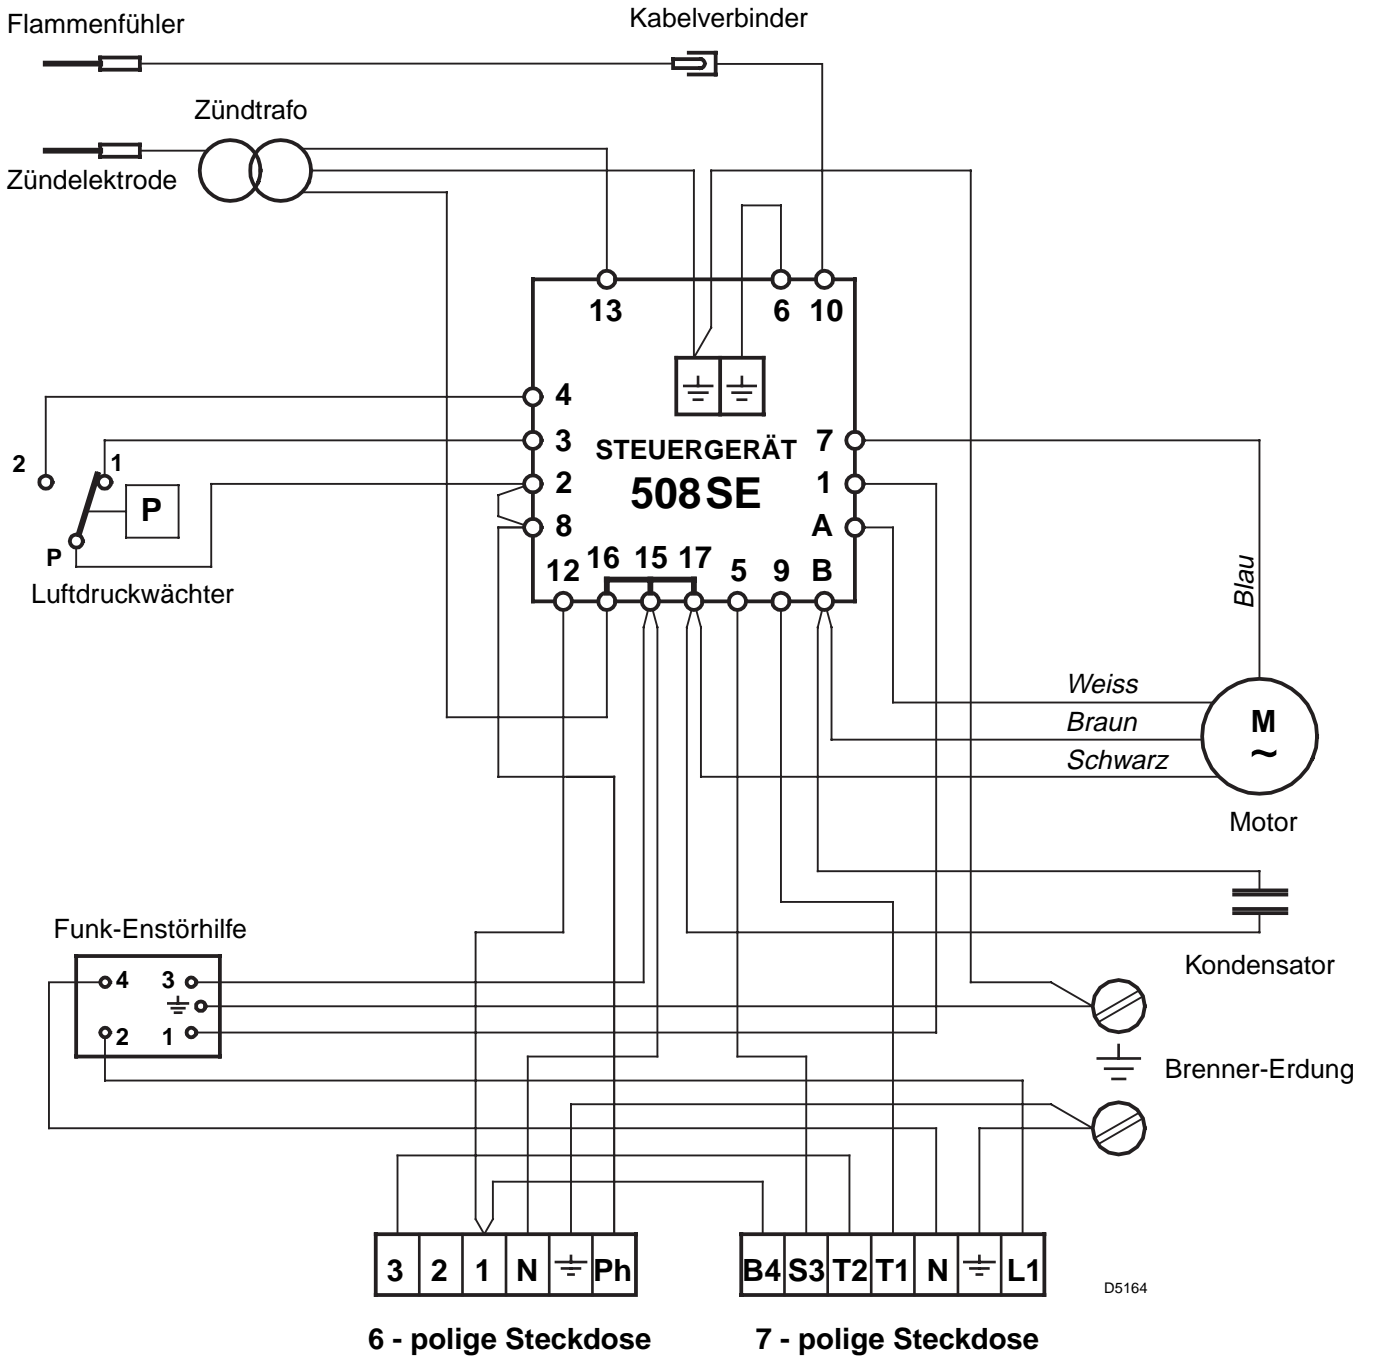 Flammenfühler
Kabelverbinder
Zündtrafo
Zündelektrode
13
6 10
4
3
2
8
STEUERGERÄT
508 SE
7
1
A
12 16 15 17 5 9 B
2
1
P
P
Luftdruckwächter
Blau
Weiss
Braun
Schwarz
M
~
Motor
Kondensator
Funk-Enstörhilfe
4 3
2 1
Brenner-Erdung
3 2 1 N Ph
B4 S3 T2 T1 N L1
D5164
6 - polige Steckdose
7 - polige Steckdose